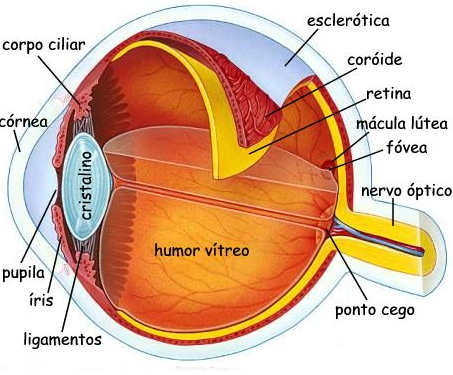 esclerótica
corpo ciliar
coróide
retina
córnea
mácula lútea
fóvea
cristalino
nervo óptico
humor vítreo
pupila
íris
ponto cego
ligamentos